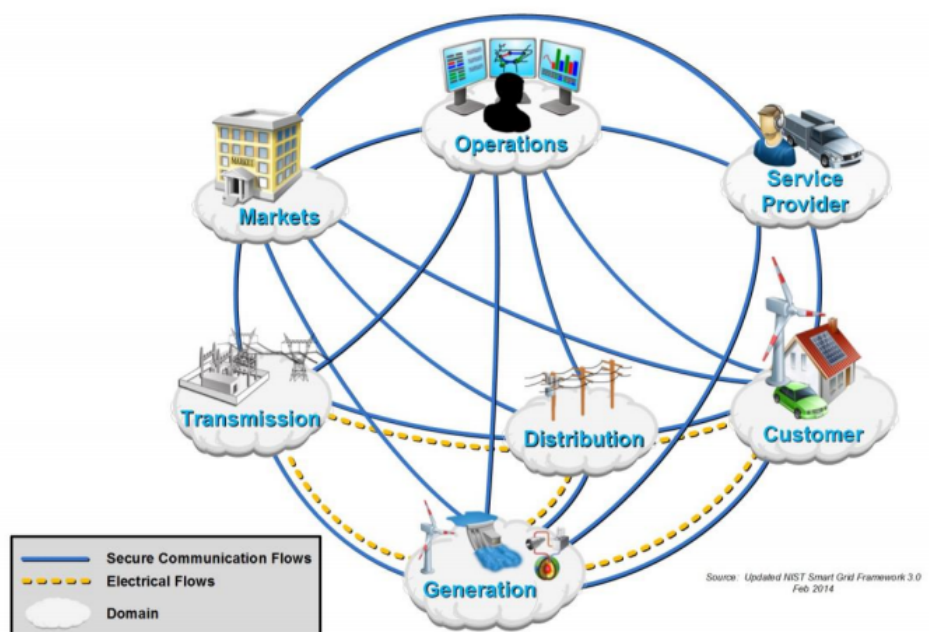 Operations
MARKET
Markets
Service
Provider
Transmission
Distribution
Customer
Generation
Secure Communication Flows
Electrical Flows
Domain
Source: Updated NIST Smart Grid Framework 3.0
Feb 2014